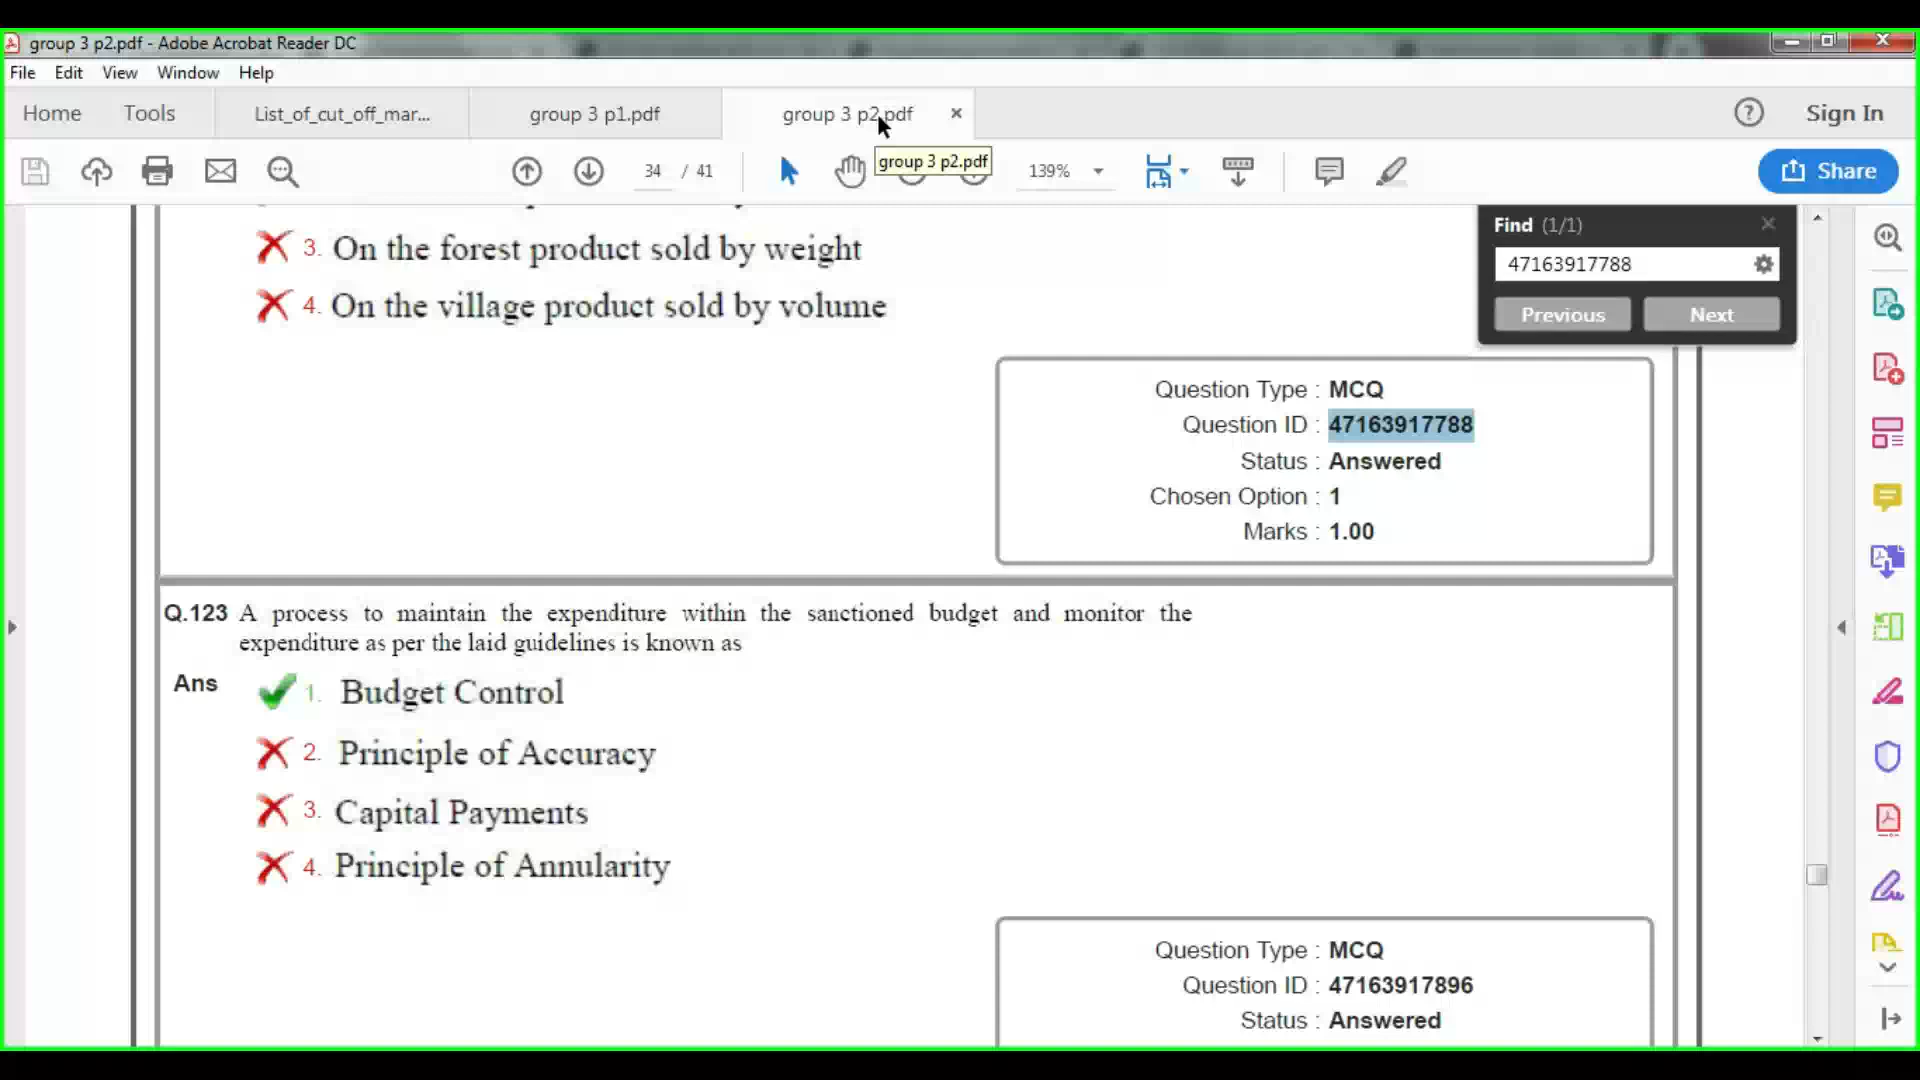 group 3 p2.pdf - Adobe Acrobat Reader DC
File Edit View Window Help
Home Tools List_of_cut_off_mar... group 3 p1.pdf group 3 p2.pdf × ? Sign In
34 / 41 139% Share
group 3 p2.pdf
Find (1/1)
47163917788
Previous Next
3. On the forest product sold by weight
4. On the village product sold by volume
Question Type : MCQ
Question ID : 47163917788
Status : Answered
Chosen Option : 1
Marks : 1.00
Q.123 A process to maintain the expenditure within the sanctioned budget and monitor the
expenditure as per the laid guidelines is known as
Ans 1. Budget Control
2. Principle of Accuracy
3. Capital Payments
4. Principle of Annularity
Question Type : MCQ
Question ID : 47163917896
Status : Answered